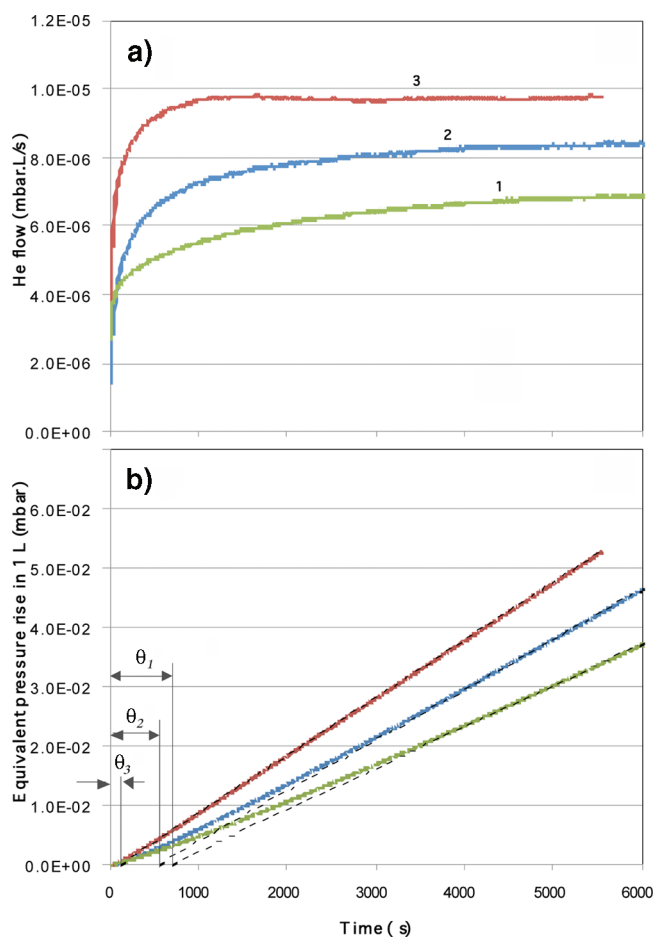 1.2E-05
a)
1.0E-05
3
8.0E-06
2
1
6.0E-06
4.0E-06
2.0E-06
0.0E+00
He flow (mbar.L/s)
b)
6.0E-02
5.0E-02
4.0E-02
3.0E-02
2.0E-02
1.0E-02
0.0E+00
Equivalent pressure rise in 1 L (mbar)
θ1
θ2
θ3
0 1000 2000 3000 4000 5000 6000
Time (s)